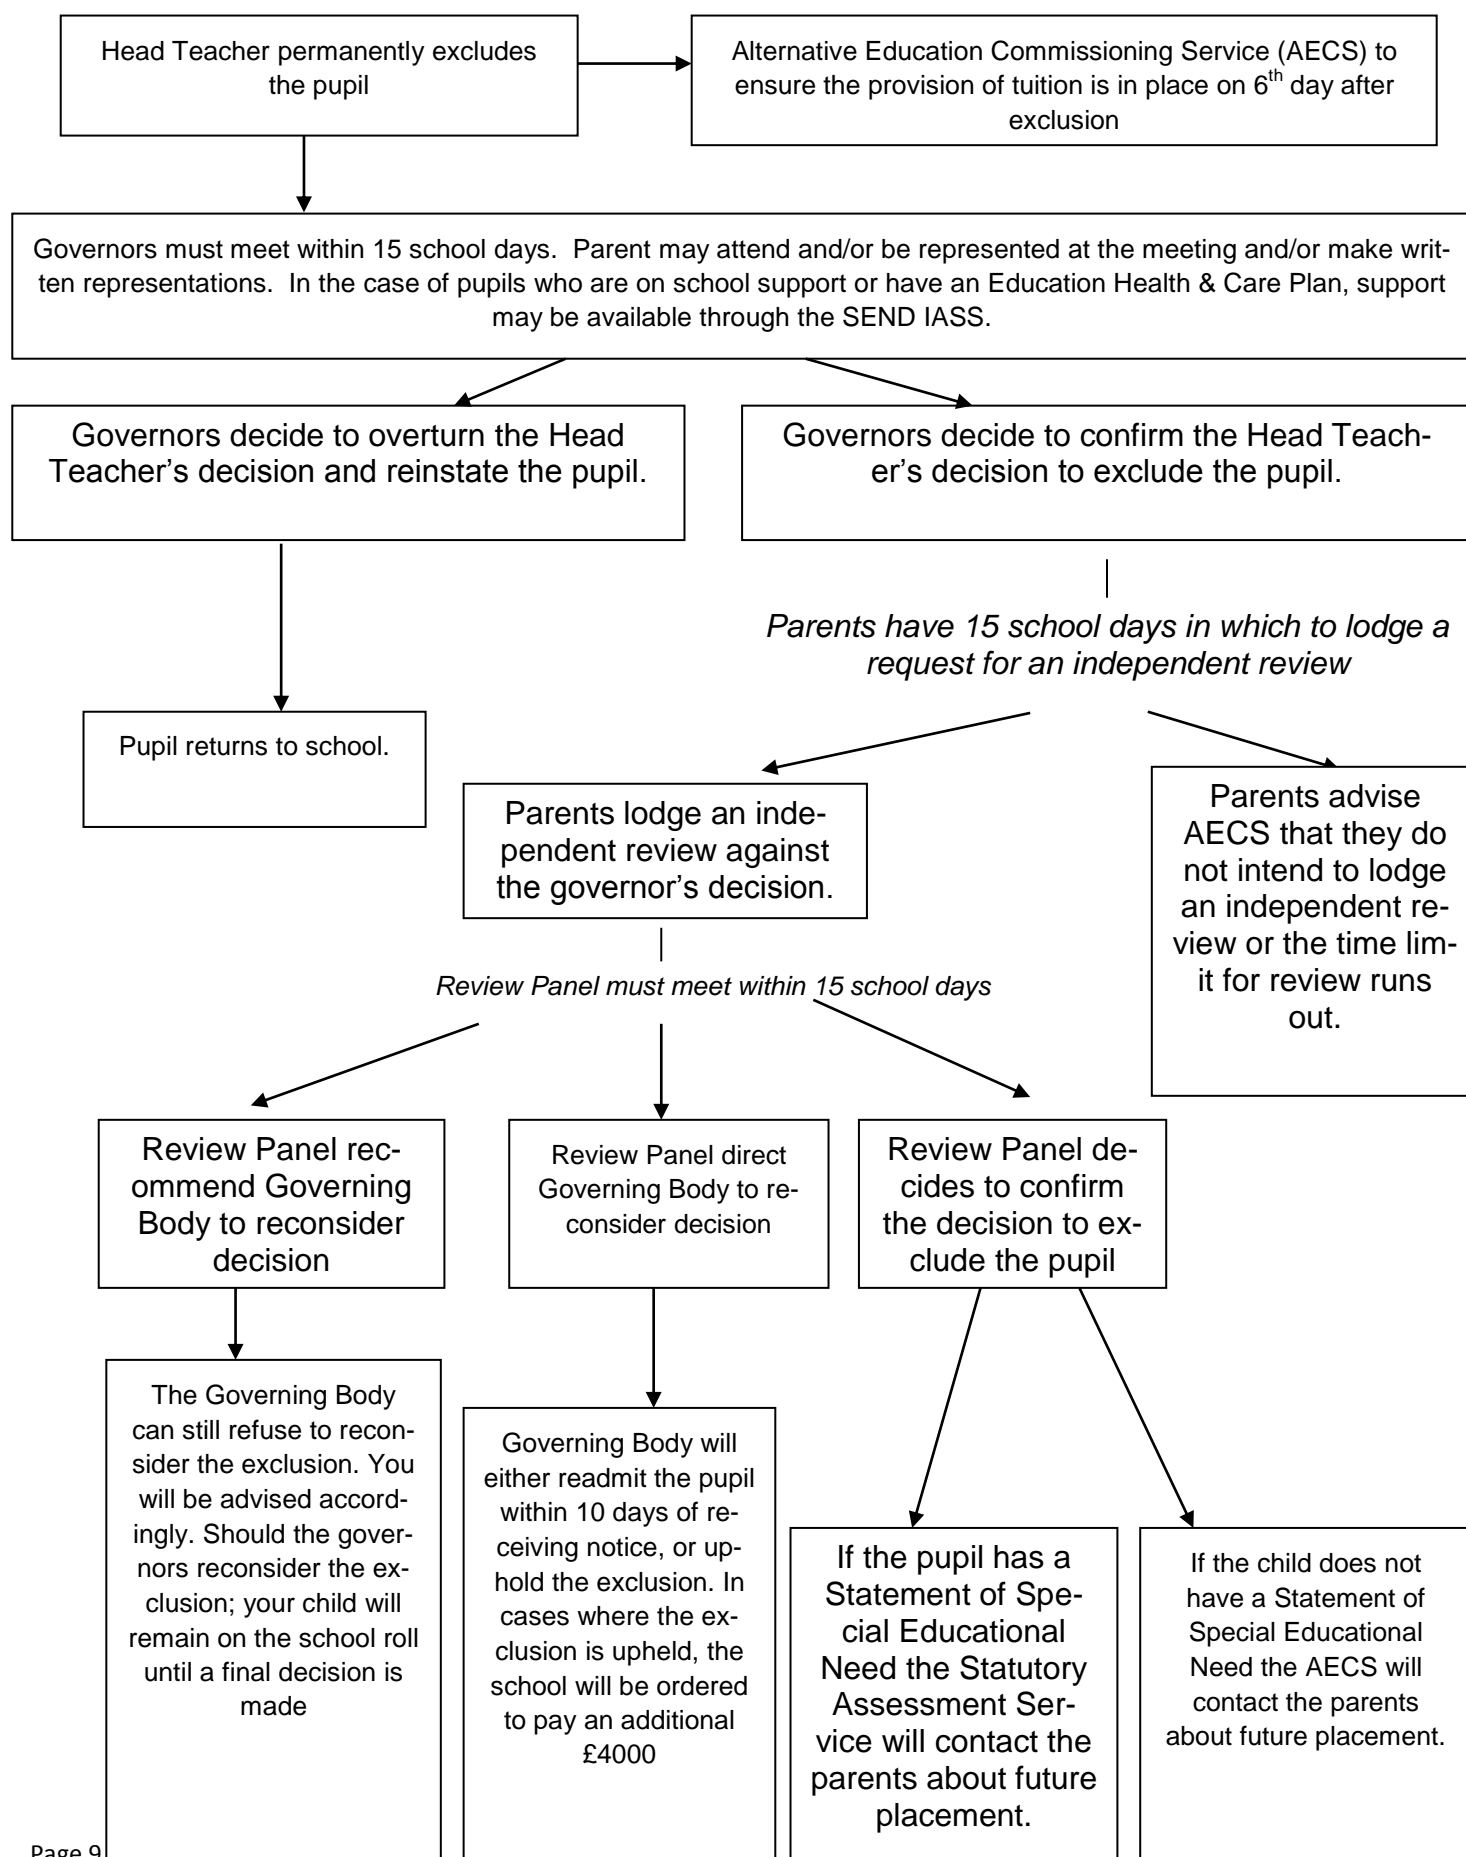 Head Teacher permanently excludes
the pupil
Alternative Education Commissioning Service (AECS) to
ensure the provision of tuition is in place on 6th day after
exclusion
Governors must meet within 15 school days.  Parent may attend and/or be represented at the meeting and/or make writ-
ten representations.  In the case of pupils who are on school support or have an Education Health & Care Plan, support
may be available through the SEND IASS.
Governors decide to overturn the Head
Teacher’s decision and reinstate the pupil.
Governors decide to confirm the Head Teach-
er’s decision to exclude the pupil.
Parents have 15 school days in which to lodge a
request for an independent review
Pupil returns to school.
Parents lodge an inde-
pendent review against
the governor’s decision.
Parents advise
AECS that they do
not intend to lodge
an independent re-
view or the time lim-
it for review runs
out.
Review Panel must meet within 15 school days
Review Panel rec-
ommend Governing
Body to reconsider
decision
Review Panel direct
Governing Body to re-
consider decision
Review Panel de-
cides to confirm
the decision to ex-
clude the pupil
The Governing Body
can still refuse to recon-
sider the exclusion. You
will be advised accord-
ingly. Should the gover-
nors reconsider the ex-
clusion; your child will
remain on the school roll
until a final decision is
made
Governing Body will
either readmit the pupil
within 10 days of re-
ceiving notice, or up-
hold the exclusion. In
cases where the ex-
clusion is upheld, the
school will be ordered
to pay an additional
£4000
If the pupil has a
Statement of Spe-
cial Educational
Need the Statutory
Assessment Ser-
vice will contact the
parents about future
placement.
If the child does not
have a Statement of
Special Educational
Need the AECS will
contact the parents
about future placement.
Page 9